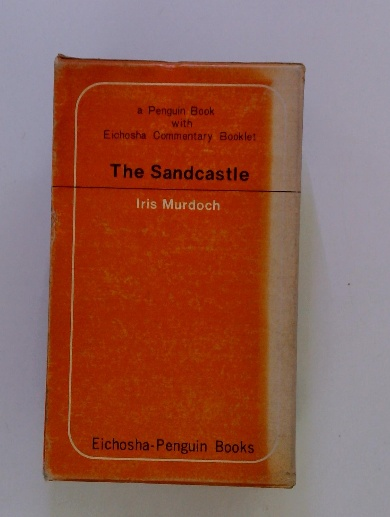 a Penguin Book
with
Eichosha Commentary Booklet
The Sandcastle
Iris Murdoch
Eichosha-Penguin Books